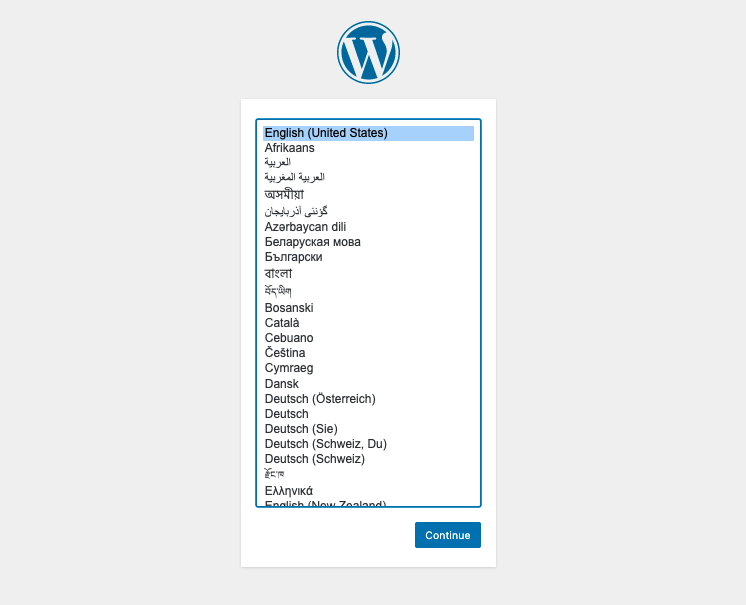 English (United States)
Afrikaans
العربية
العربية المغربية
অসমীয়া
گؤنئی آذربایجان
Azərbaycan dili
Беларуская мова
Български
বাংলা
བོད་ཡིག
Bosanski
Català
Cebuano
Čeština
Cymraeg
Dansk
Deutsch (Österreich)
Deutsch
Deutsch (Sie)
Deutsch (Schweiz, Du)
Deutsch (Schweiz)
རྫོང་ཁ
Ελληνικά
English (New Zealand)
Continue